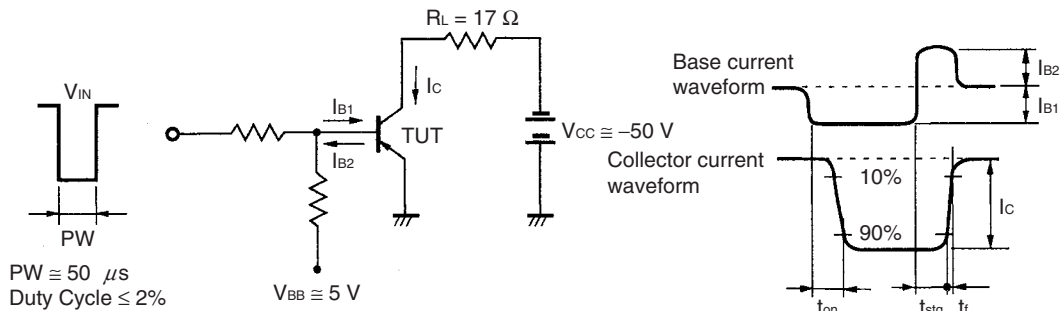 RL = 17 Ω
VIN
IC
IB1
TUT
IB2
VCC ≅ −50 V
PW
PW ≅ 50 μs
Duty Cycle ≤ 2%
VBB ≅ 5 V
Base current
waveform
IB2
IB1
Collector current
waveform
10%
90%
IC
ton
tstg
tf